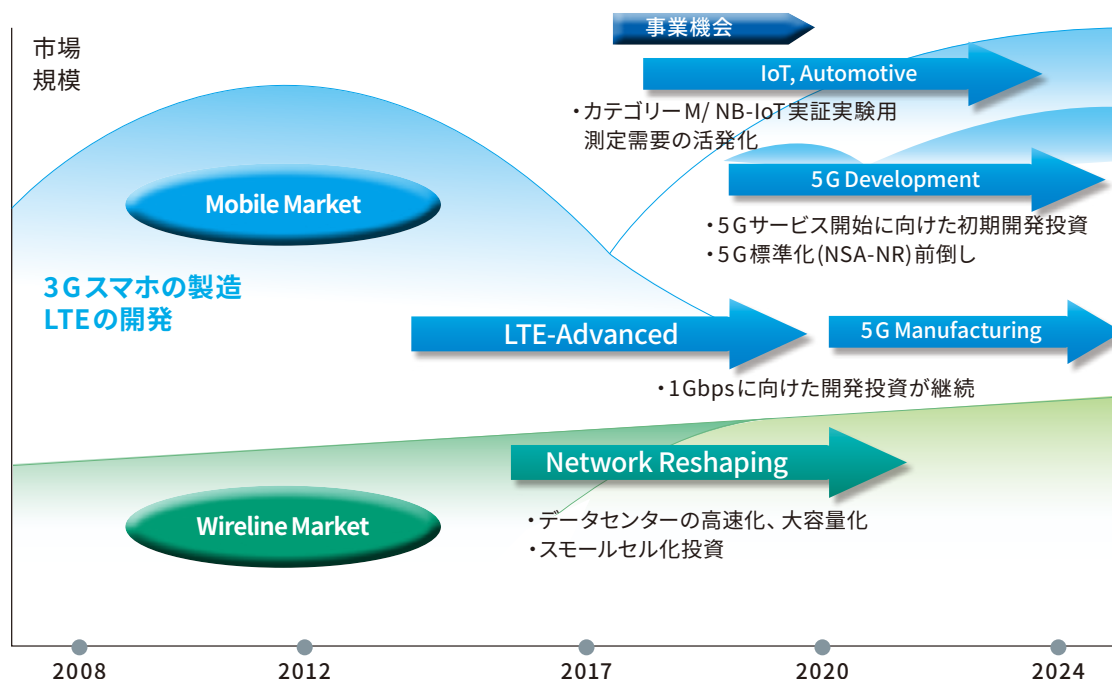 市場
規模
事業機会
IoT, Automotive
・カテゴリーM/ NB-IoT実証実験用
測定需要の活発化
Mobile Market
5G Development
・5Gサービス開始に向けた初期開発投資
・5G標準化(NSA-NR)前倒し
3Gスマホの製造
LTEの開発
LTE-Advanced
5G Manufacturing
・1Gbpsに向けた開発投資が継続
Network Reshaping
Wireline Market
・データセンターの高速化、大容量化
・スモールセル化投資
2008
2012
2017
2020
2024